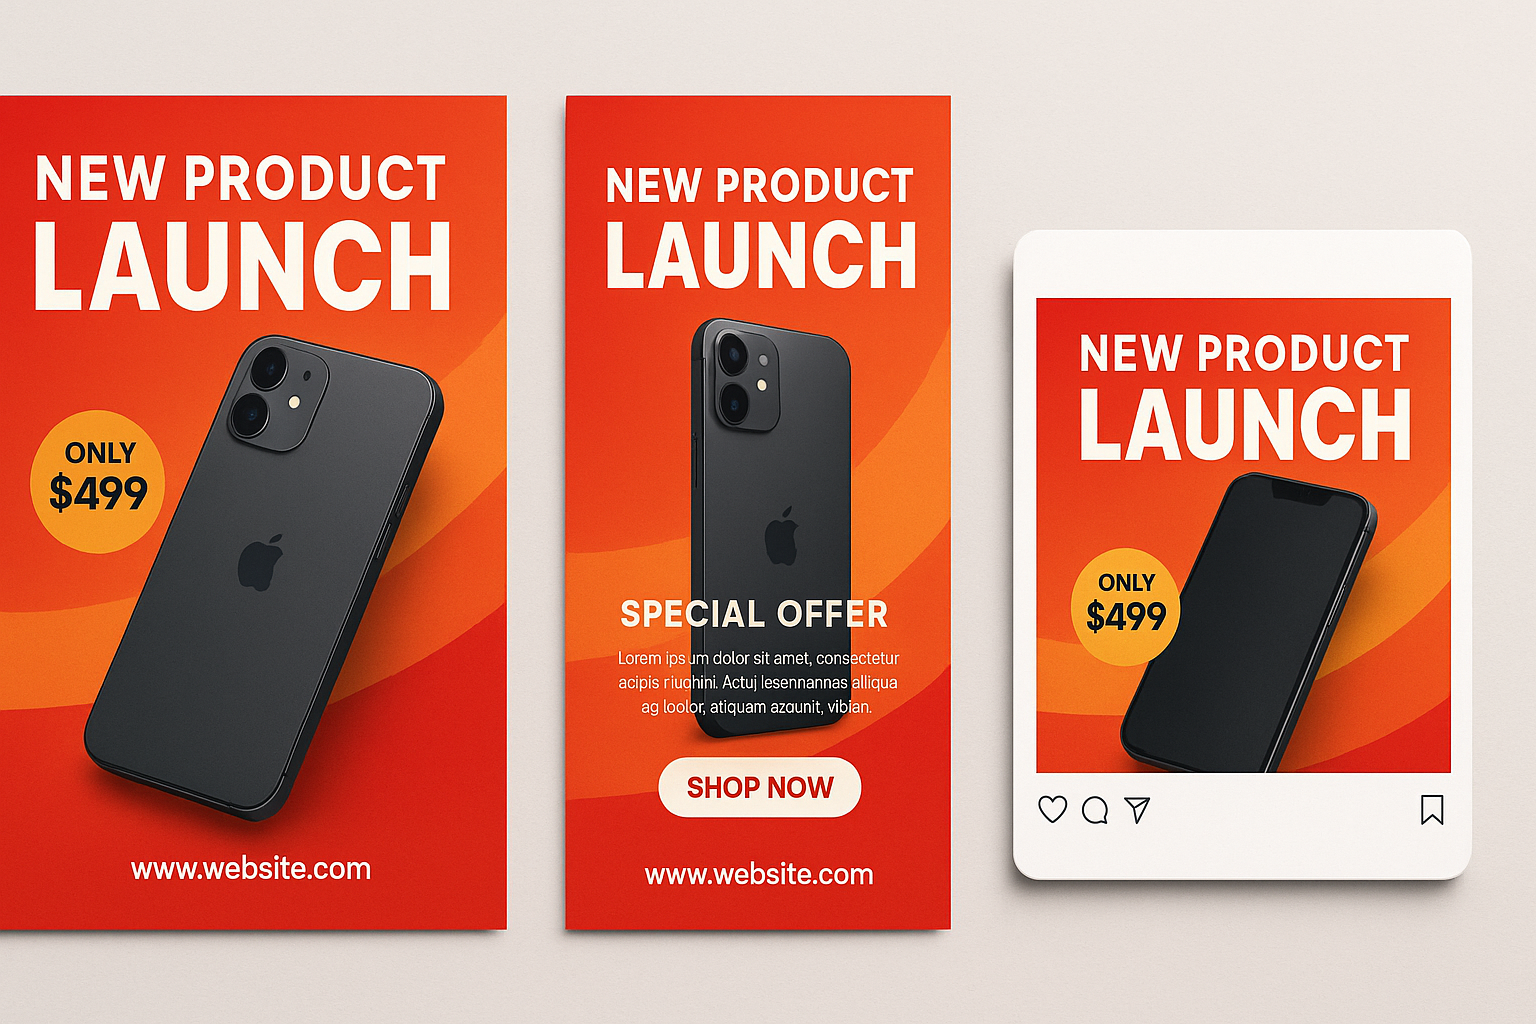 NEW PRODUCT
LAUNCH
ONLY
$499
www.website.com
NEW PRODUCT
LAUNCH
SPECIAL OFFER
Lorem ipsum dolor sit amet, consectetur
acipis riughini. Actuj lesennannas alliqua
ag loolor, atiquam azaunit, vibian.
SHOP NOW
www.website.com
NEW PRODUCT
LAUNCH
ONLY
$499